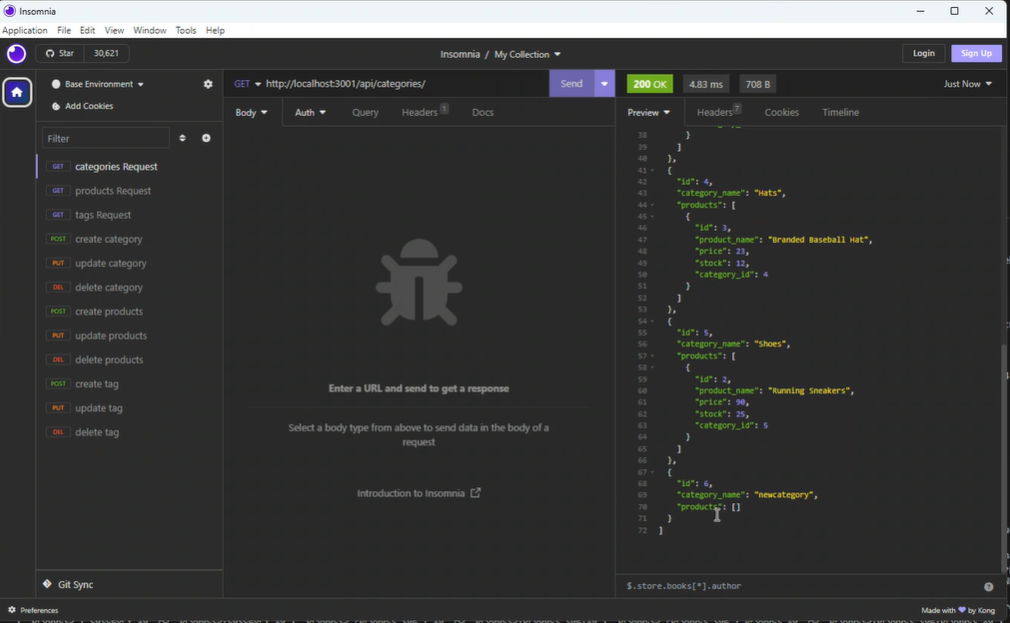 Insomnia
Application File Edit View Window Tools Help
Star 30,621
Insomnia / My Collection
Login
Sign Up
Base Environment
Add Cookies
GET http://localhost:3001/api/categories/
Send
200 OK
4.83 ms
708 B
Just Now
Body
Auth
Query
Headers 1
Docs
Preview
Headers 7
Cookies
Timeline
Filter
GET categories Request
GET products Request
GET tags Request
POST create category
PUT update category
DEL delete category
POST create products
PUT update products
DEL delete products
POST create tag
PUT update tag
DEL delete tag
Git Sync
Enter a URL and send to get a response
Select a body type from above to send data in the body of a
request
Introduction to Insomnia
38 }
39 ]
40 },
41 {
42 "id": 4,
43 "category_name": "Hats",
44 "products": [
45 {
46 "id": 3,
47 "product_name": "Branded Baseball Hat",
48 "price": 23,
49 "stock": 12,
50 "category_id": 4
51 }
52 ]
53 },
54 {
55 "id": 5,
56 "category_name": "Shoes",
57 "products": [
58 {
59 "id": 2,
60 "product_name": "Running Sneakers",
61 "price": 90,
62 "stock": 25,
63 "category_id": 5
64 }
65 ]
66 },
67 {
68 "id": 6,
69 "category_name": "newcategory",
70 "products": []
71 }
72 ]
$.store.books[*].author
Preferences
Made with by Kong